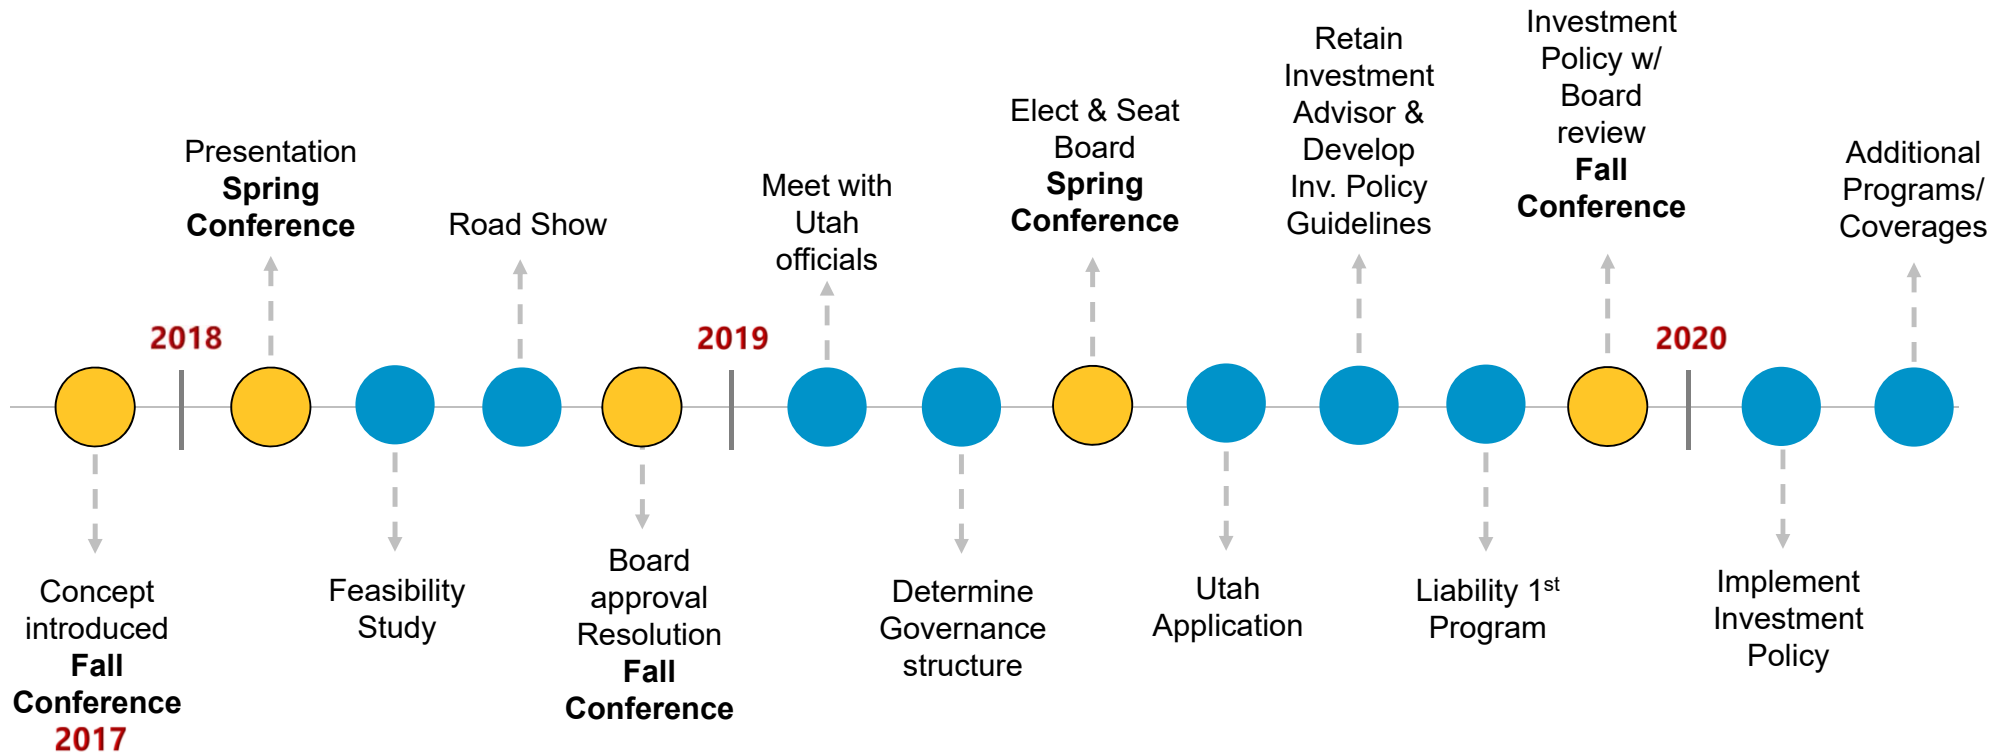 Concept
introduced
Fall
Conference
2017
2018
Presentation
Spring
Conference
Feasibility
Study
Road Show
Board
approval
Resolution
Fall
Conference
2019
Meet with
Utah
officials
Determine
Governance
structure
Elect & Seat
Board
Spring
Conference
Utah
Application
Retain
Investment
Advisor &
Develop
Inv. Policy
Guidelines
Liability 1st
Program
Investment
Policy w/
Board
review
Fall
Conference
2020
Implement
Investment
Policy
Additional
Programs/
Coverages